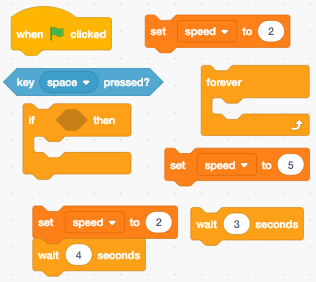 when clicked
set speed to 2
key space pressed?
forever
if then
set speed to 5
set speed to 2
wait 3 seconds
wait 4 seconds